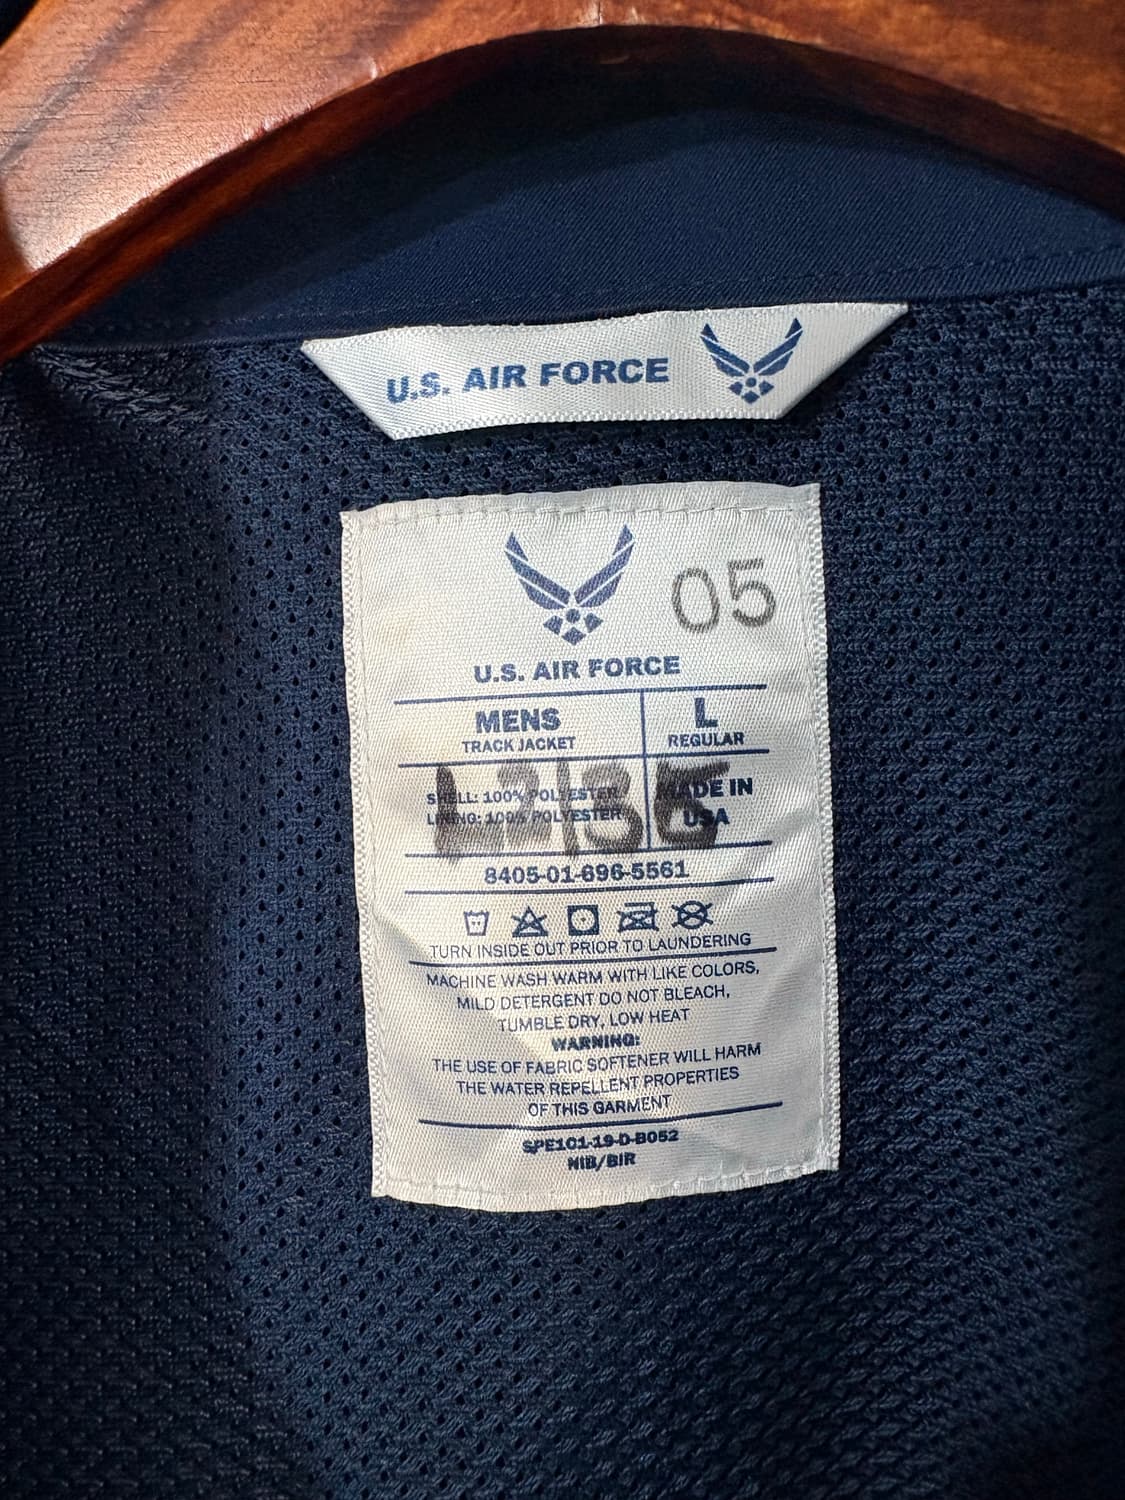 U.S. AIR FORCE
05
U.S. AIR FORCE
MENS
TRACK JACKET
L
REGULAR
SHELL: 100% POLYESTER
LINING: 100% POLYESTER
MADE IN
USA
8405-01-696-5561
TURN INSIDE OUT PRIOR TO LAUNDERING
MACHINE WASH WARM WITH LIKE COLORS,
MILD DETERGENT DO NOT BLEACH,
TUMBLE DRY, LOW HEAT
WARNING:
THE USE OF FABRIC SOFTENER WILL HARM
THE WATER REPELLENT PROPERTIES
OF THIS GARMENT
SPE1C1-19-D-B052
NIB/BIR